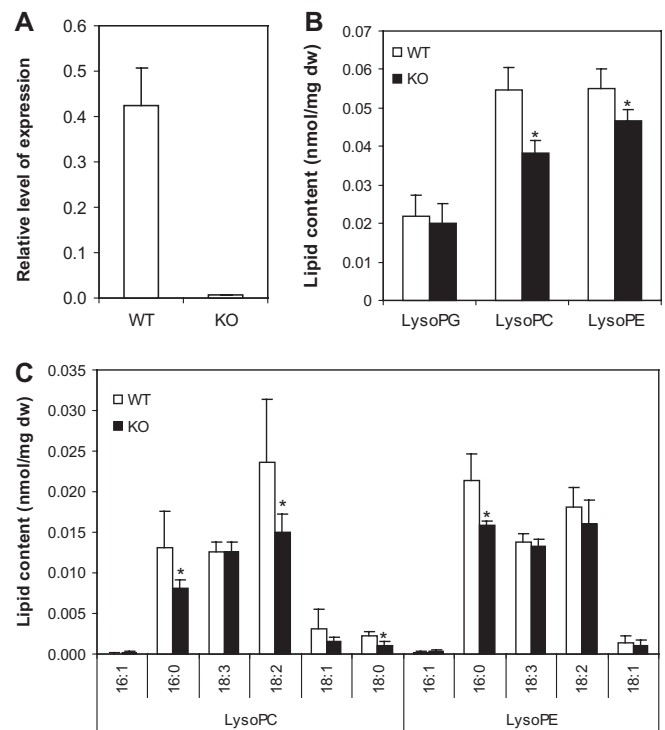 A
Relative level of expression
0.6
0.5
0.4
0.3
0.2
0.1
0.0
WT
KO
B
Lipid content (nmol/mg dw)
WT
KO
0.07
0.06
0.05
0.04
0.03
0.02
0.01
0
*
*
LysoPG
LysoPC
LysoPE
C
Lipid content (nmol/mg dw)
WT
KO
0.035
0.030
0.025
0.020
0.015
0.010
0.005
0.000
*
*
*
*
16:1
16:0
18:3
18:2
18:1
18:0
16:1
16:0
18:3
18:2
18:1
LysoPC
LysoPE